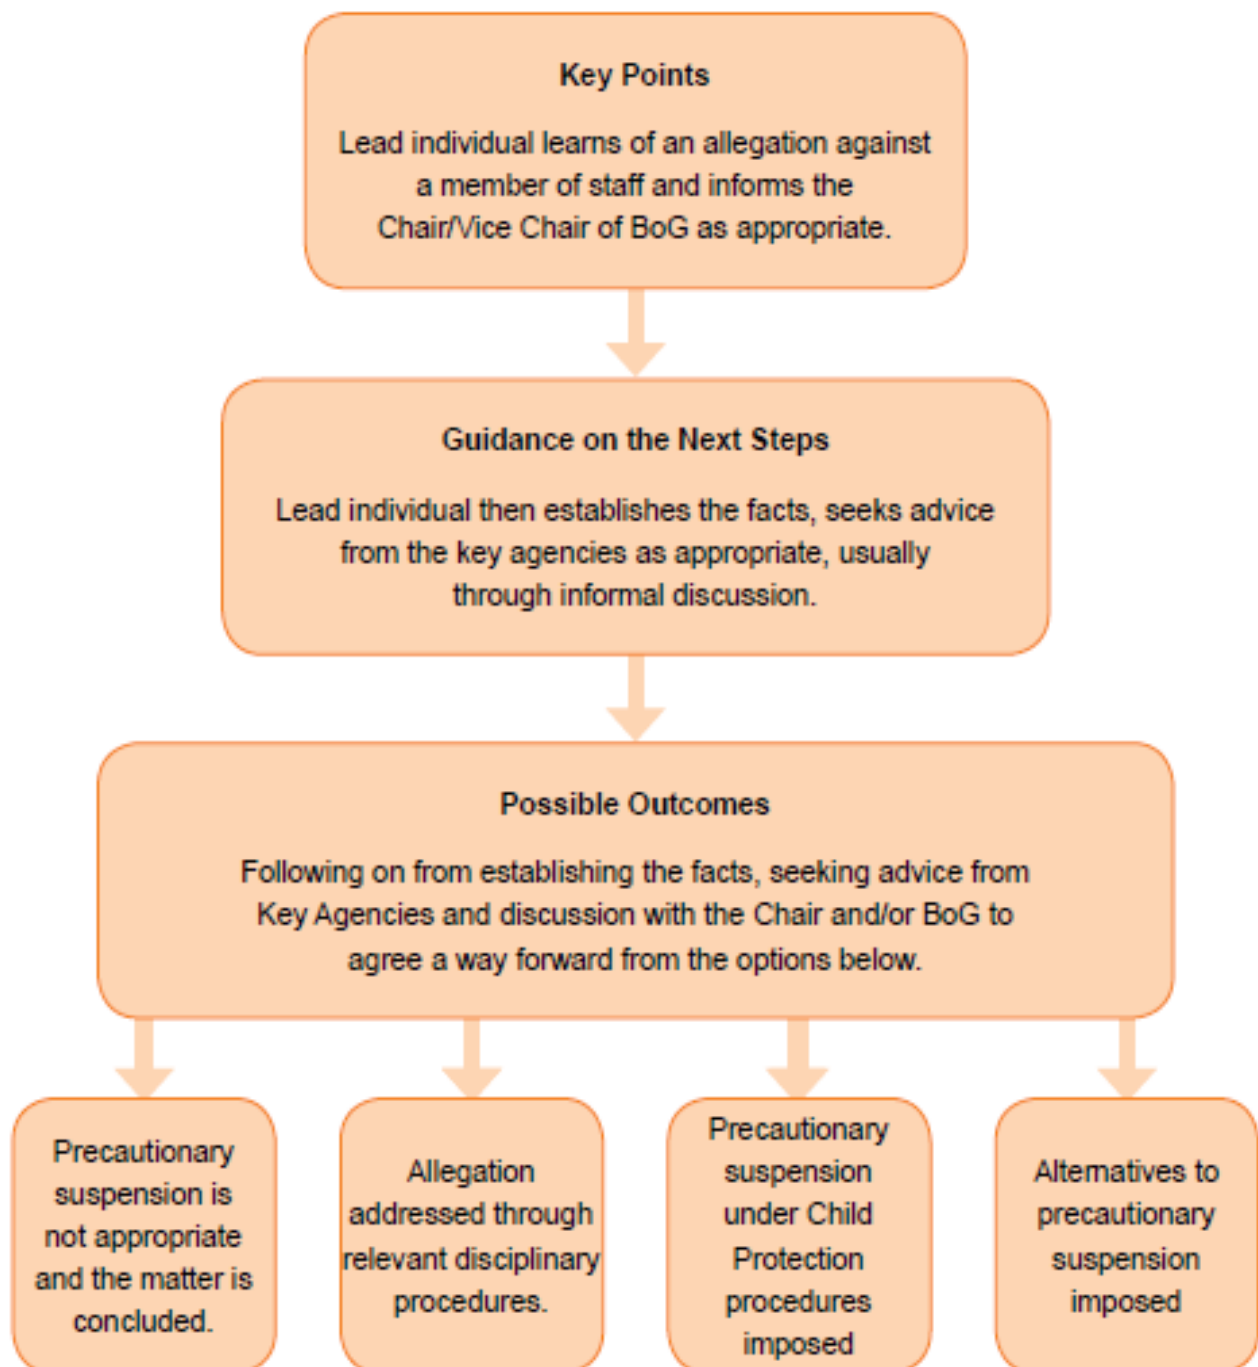 Key Points
Lead individual learns of an allegation against
a member of staff and informs the
Chair/Vice Chair of BoG as appropriate.
Guidance on the Next Steps
Lead individual then establishes the facts, seeks advice
from the key agencies as appropriate, usually
through informal discussion.
Possible Outcomes
Following on from establishing the facts, seeking advice from
Key Agencies and discussion with the Chair and/or BoG to
agree a way forward from the options below.
Precautionary
suspension is
not appropriate
and the matter is
concluded.
Allegation
addressed through
relevant disciplinary
procedures.
Precautionary
suspension
under Child
Protection
procedures
imposed
Alternatives to
precautionary
suspension
imposed